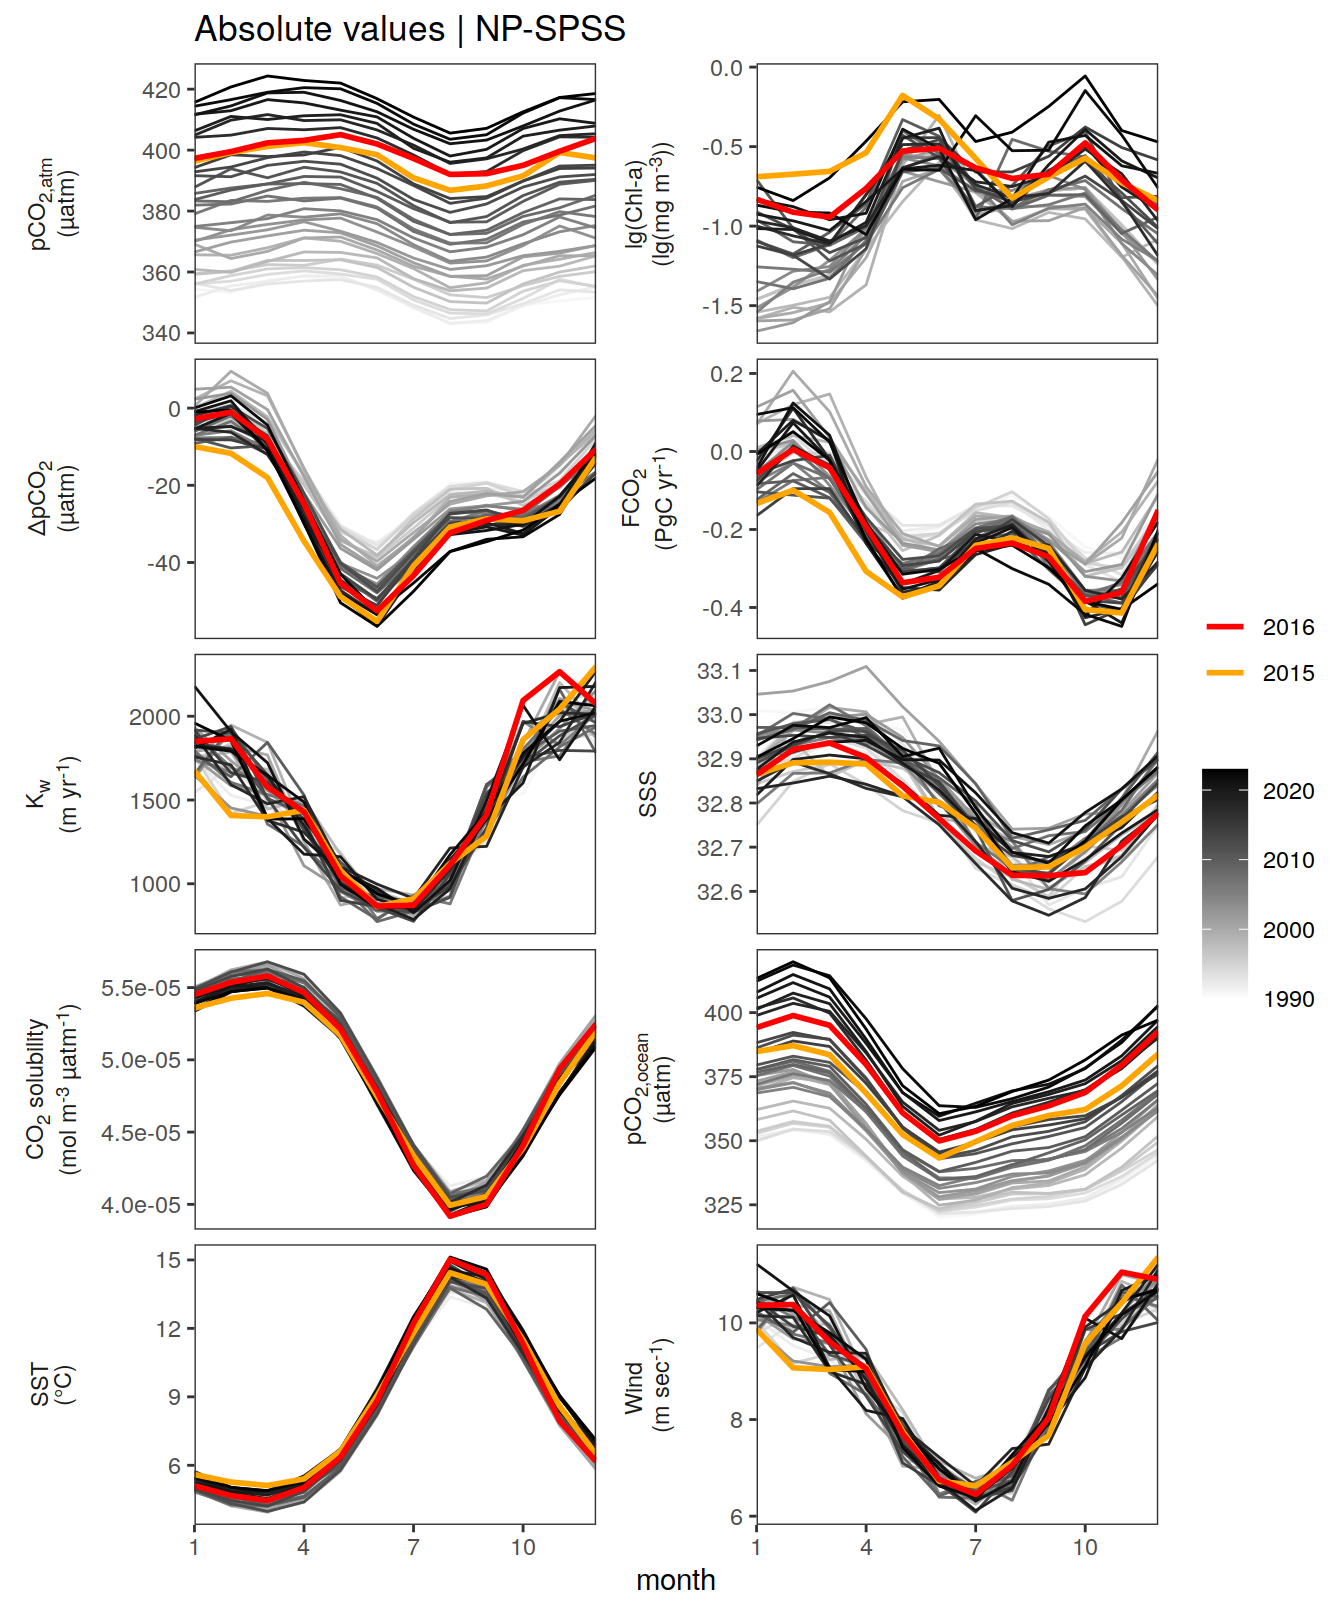 Absolute values | NP-SPSS
pCO2,atm
(µatm)
420
400
380
360
340
lg(Chl-a)
(lg(mg m-3))
0.0
-0.5
-1.0
-1.5
ΔpCO2
(µatm)
0
-20
-40
FCO2
(PgC yr-1)
0.2
0.0
-0.2
-0.4
Kw
(m yr-1)
2000
1500
1000
SSS
33.1
33.0
32.9
32.8
32.7
32.6
CO2 solubility
(mol m-3 µatm-1)
5.5e-05
5.0e-05
4.5e-05
4.0e-05
pCO2,ocean
(µatm)
400
375
350
325
SST
(°C)
15
12
9
6
Wind
(m sec-1)
10
8
6
1 4 7 10
1 4 7 10
month
2016
2015
2020
2010
2000
1990